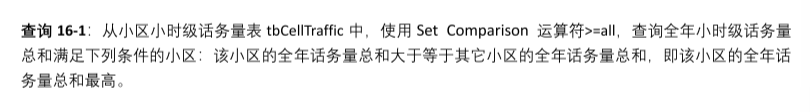 查询 16-1：从小区小时级话务量表 tbCellTraffic 中，使用 Set Comparison 运算符>=all，查询全年小时级话务量
总和满足下列条件的小区：该小区的全年话务量总和大于等于其它小区的全年话务量总和，即该小区的全年话
务量总和最高。